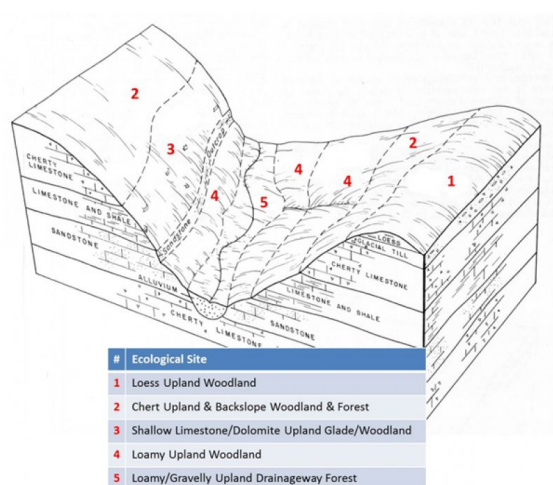 2
2
3
4
4
1
4
5
Sandstone
CHERTY
LIMESTONE
LIMESTONE AND SHALE
SANDSTONE
ALLUVIUM
CHERTY LIMESTONE
LOESS
GLACIAL TILL
CHERTY LIMESTONE
LIMESTONE AND SHALE
SANDSTONE
# Ecological Site
1 Loess Upland Woodland
2 Chert Upland & Backslope Woodland & Forest
3 Shallow Limestone/Dolomite Upland Glade/Woodland
4 Loamy Upland Woodland
5 Loamy/Gravelly Upland Drainageway Forest